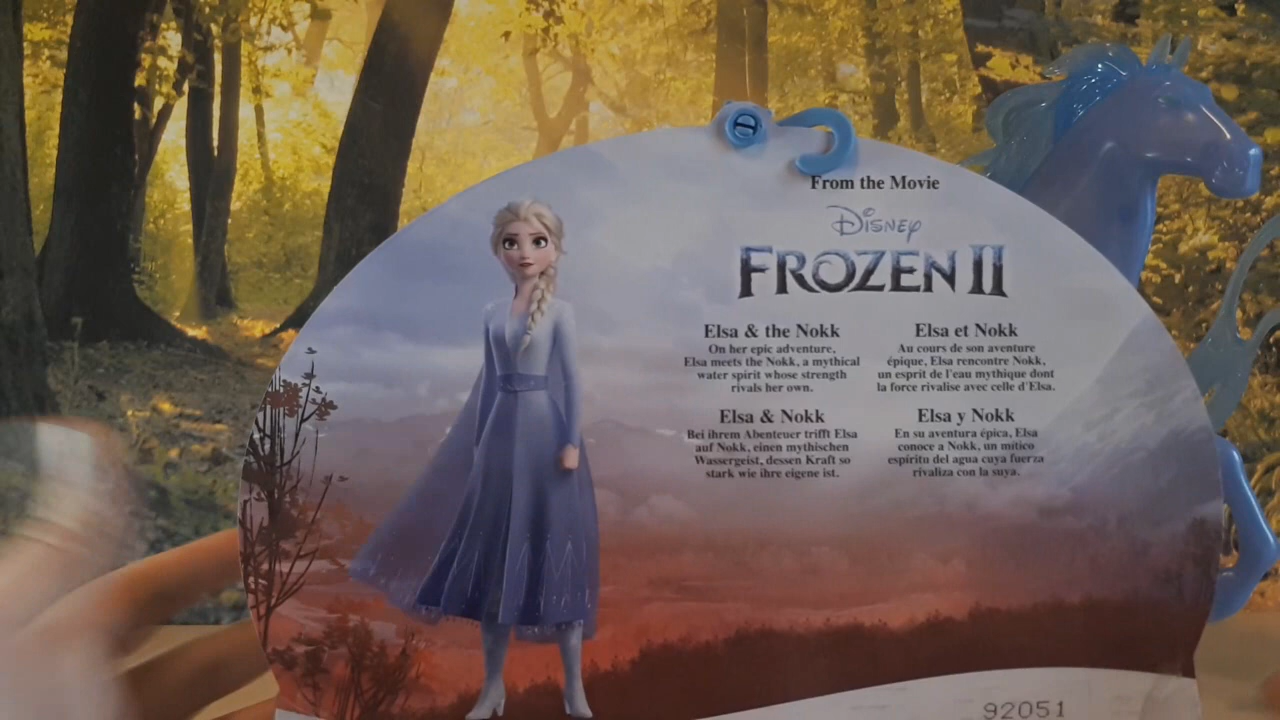 From the Movie
Disney
FROZEN II
Elsa & the Nokk
On her epic adventure,
Elsa meets the Nokk, a mythical
water spirit whose strength
rivals her own.
Elsa et Nokk
Au cours de son aventure
épique, Elsa rencontre Nokk,
un esprit de l'eau mythique dont
la force rivalise avec celle d'Elsa.
Elsa & Nokk
Bei ihrem Abenteuer trifft Elsa
auf Nokk, einen mythischen
Wassergeist, dessen Kraft so
stark wie ihre eigene ist.
Elsa y Nokk
En su aventura épica, Elsa
conoce a Nokk, un mítico
espíritu del agua cuya fuerza
rivaliza con la suya.
92051